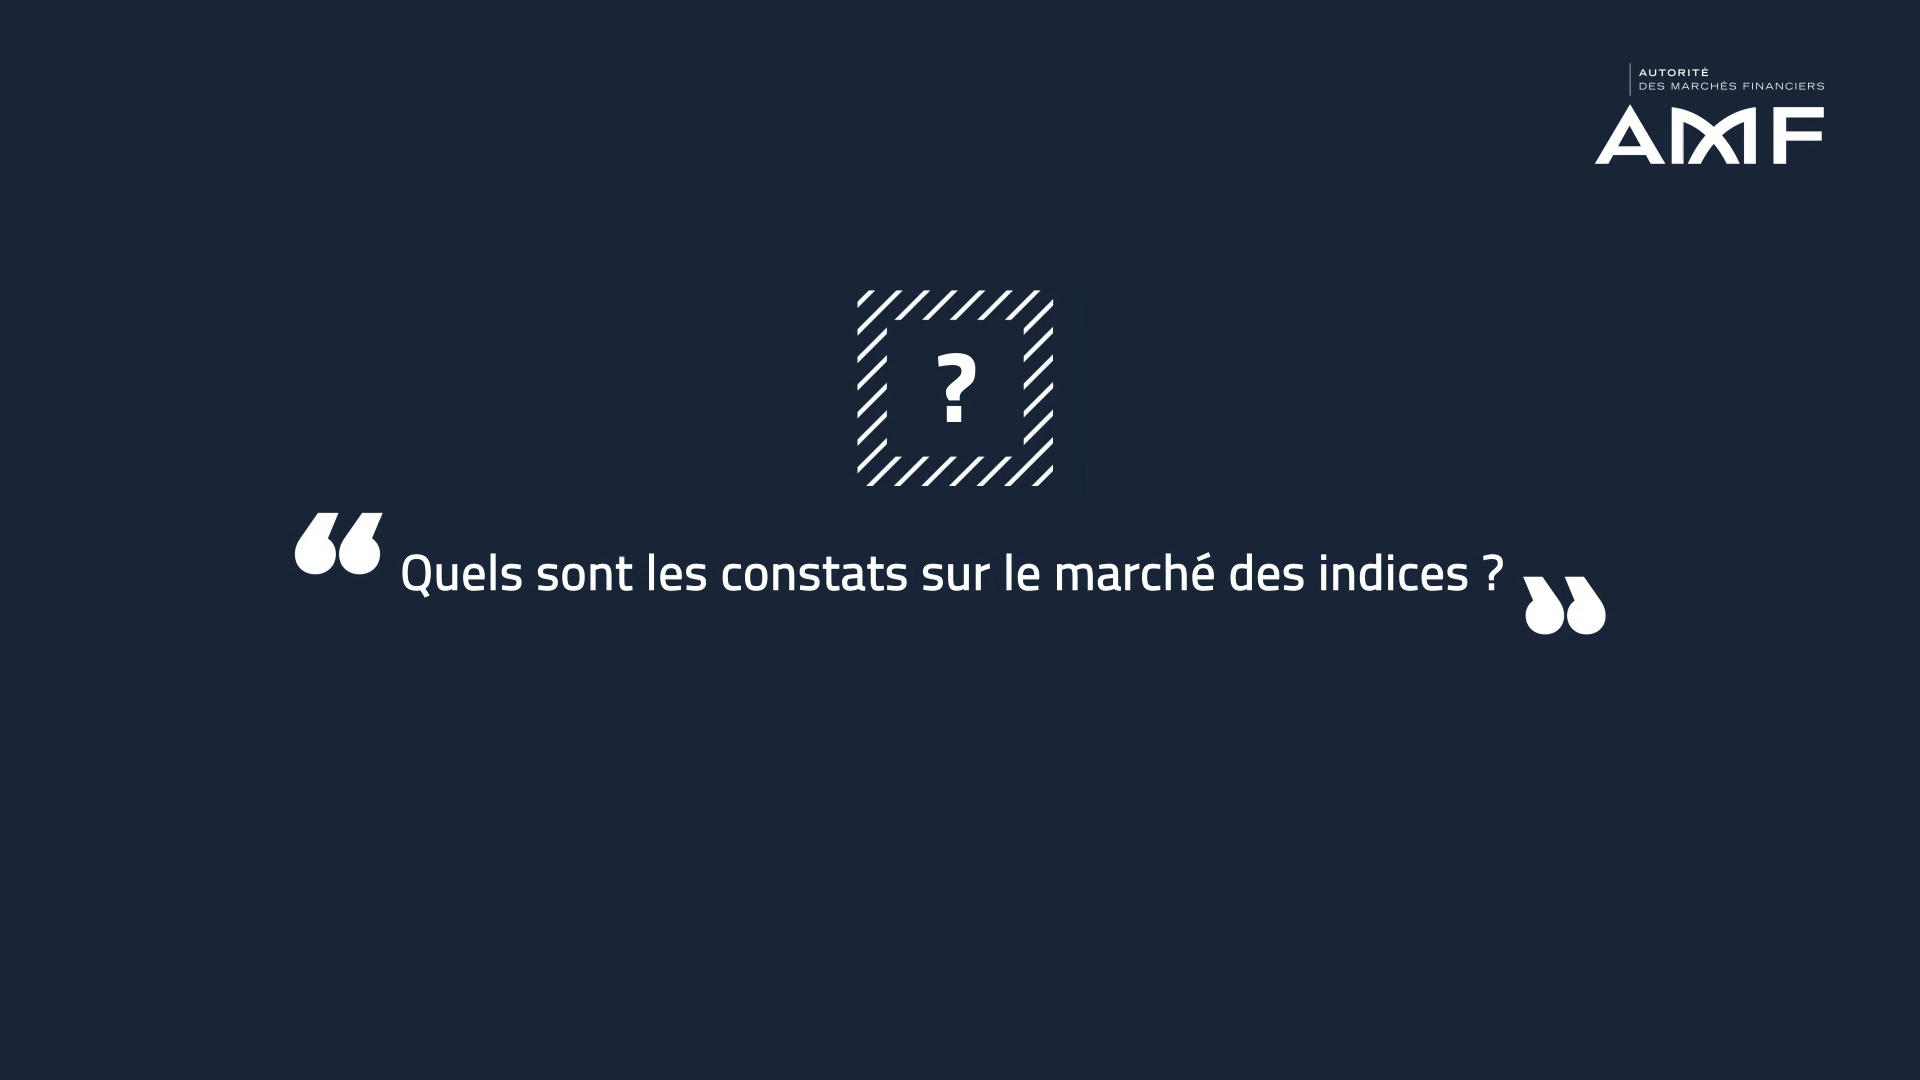 AUTORITÉ
DES MARCHÉS FINANCIERS
AMF
?
“ Quels sont les constats sur le marché des indices ? ”